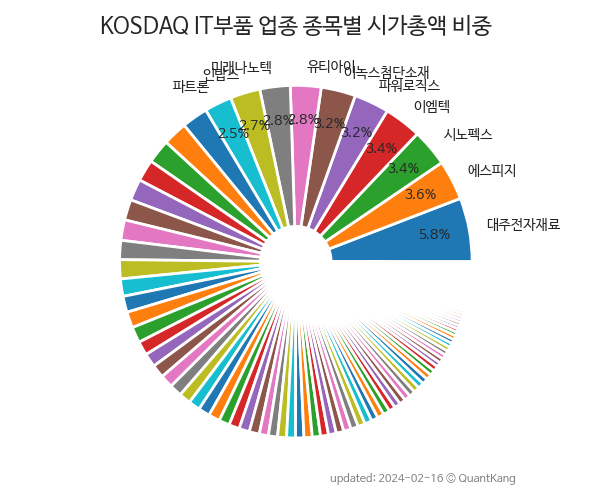 KOSDAQ IT부품 업종 종목별 시가총액 비중
대주전자재료
5.8%
에스피지
3.6%
시노펙스
3.4%
이엠텍
3.4%
파워로직스
3.2%
이녹스첨단소재
3.2%
유티아이
2.8%
미래나노텍
2.8%
인탑스
2.7%
파트론
2.5%
updated: 2024-02-16 © QuantKang